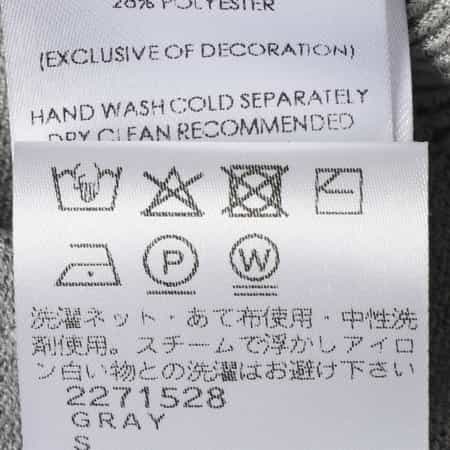 20% POLYESTER
(EXCLUSIVE OF DECORATION)
HAND WASH COLD SEPARATELY
DRY CLEAN RECOMMENDED
P
W
洗濯ネット・あて布使用・中性洗
剤使用。スチームで浮かしアイロ
ン白い物との洗濯はお避け下さい
2271528
GRAY
S